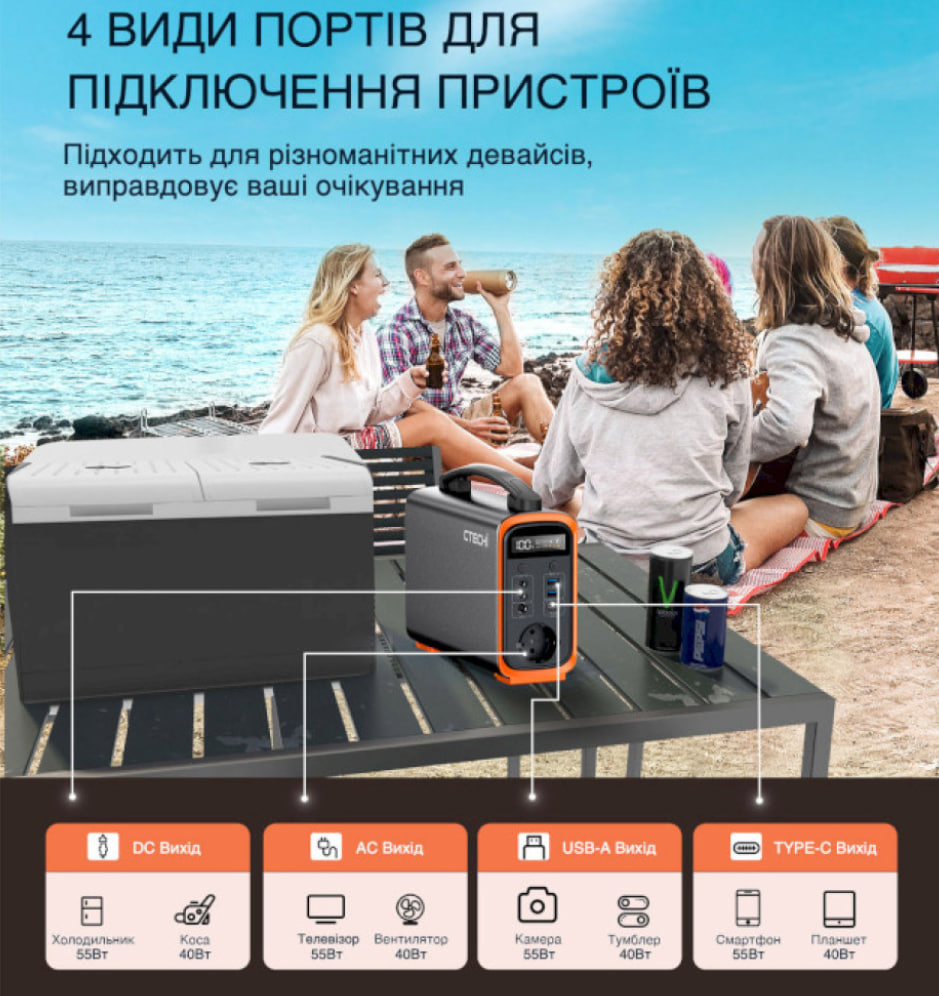 4 ВИДИ ПОРТІВ ДЛЯ
ПІДКЛЮЧЕННЯ ПРИСТРОЇВ
Підходить для різноманітних девайсів,
виправдовує ваші очікування
CTECHi
100
V
DC Вихід
AC Вихід
USB-A Вихід
TYPE-C Вихід
Холодильник
55Вт
Коса
40Вт
Телевізор
55Вт
Вентилятор
40Вт
Камера
55Вт
Тумблер
40Вт
Смартфон
55Вт
Планшет
40Вт